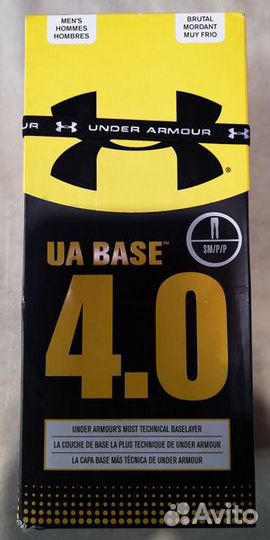 MEN'S
HOMMES
HOMBRES
BRUTAL
MORDANT
MUY FRIO
UR
UNDER ARMOUR
UNDE
®
UA BASE™
SM/P/P
4.0
UNDER ARMOUR'S MOST TECHNICAL BASELAYER
LA COUCHE DE BASE LA PLUS TECHNIQUE DE UNDER ARMOUR
LA CAPA BASE MÁS TÉCNICA DE UNDER ARMOUR
Avito